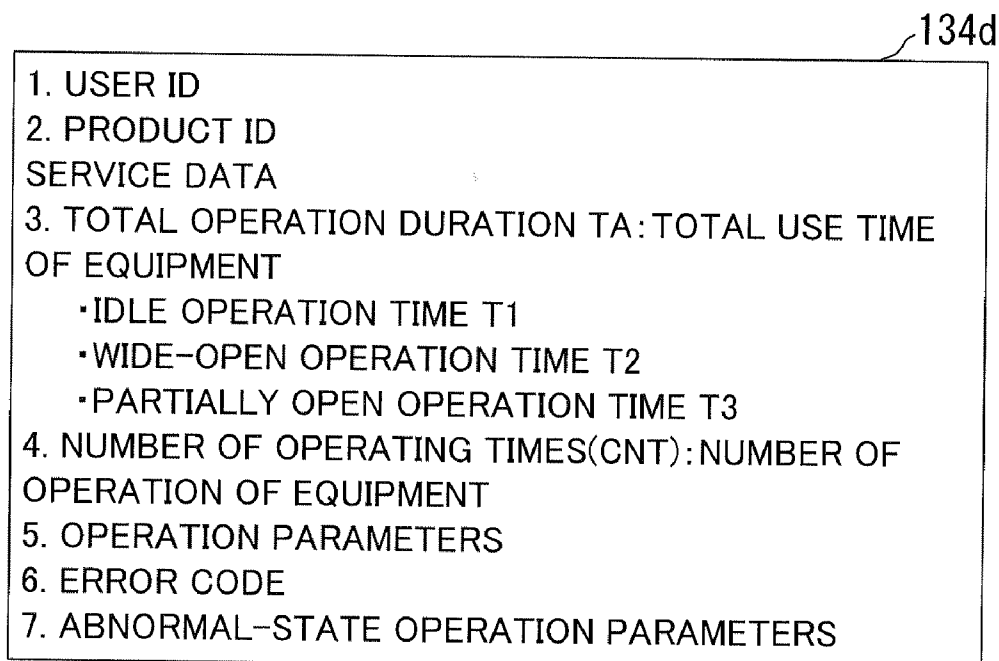 134d
1. USER ID
2. PRODUCT ID
SERVICE DATA
3. TOTAL OPERATION DURATION TA:TOTAL USE TIME
OF EQUIPMENT
・IDLE OPERATION TIME T1
・WIDE-OPEN OPERATION TIME T2
・PARTIALLY OPEN OPERATION TIME T3
4. NUMBER OF OPERATING TIMES(CNT):NUMBER OF
OPERATION OF EQUIPMENT
5. OPERATION PARAMETERS
6. ERROR CODE
7. ABNORMAL-STATE OPERATION PARAMETERS